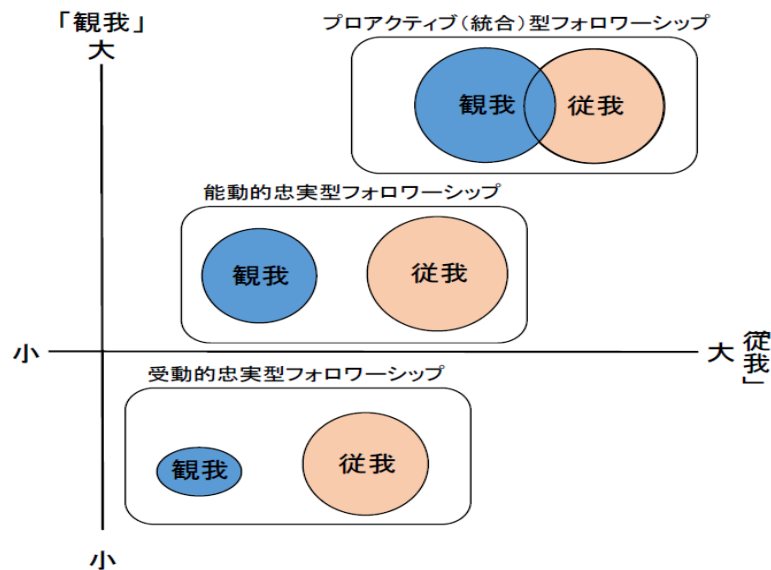 「観我」
大
プロアクティブ（統合）型フォロワーシップ
観我
従我
能動的忠実型フォロワーシップ
観我
従我
小
大
「従我」
受動的忠実型フォロワーシップ
観我
従我
小